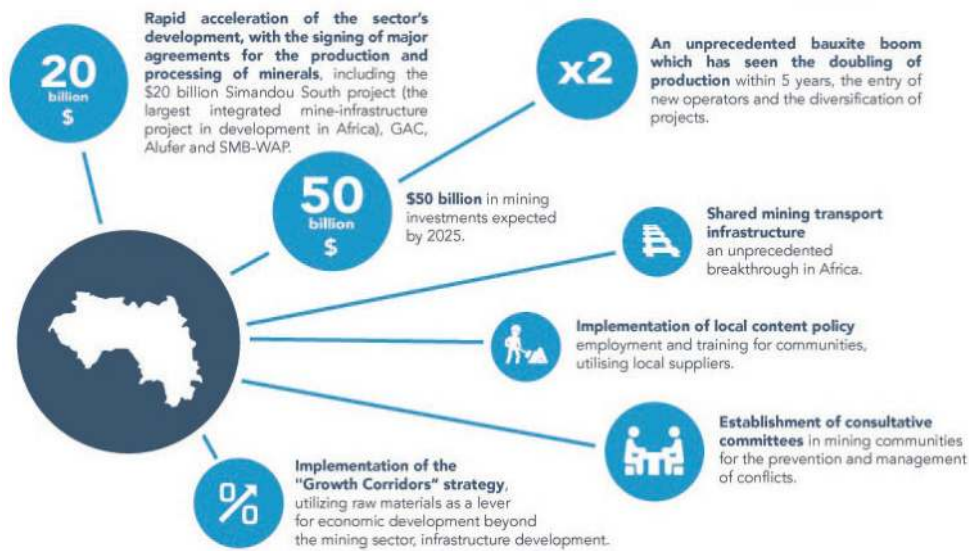 20
billion
$
Rapid acceleration of the sector's
development, with the signing of major
agreements for the production and
processing of minerals, including the
$20 billion Simandou South project (the
largest integrated mine-infrastructure
project in development in Africa), GAC,
Alufer and SMB-WAP.
x2
An unprecedented bauxite boom
which has seen the doubling of
production within 5 years, the entry of
new operators and the diversification of
projects.
50
billion
$
$50 billion in mining
investments expected
by 2025.
Shared mining transport
infrastructure
an unprecedented
breakthrough in Africa.
Implementation of local content policy
employment and training for communities,
utilising local suppliers.
Establishment of consultative
committees in mining communities
for the prevention and management
of conflicts.
%
Implementation of the
"Growth Corridors" strategy,
utilizing raw materials as a lever
for economic development beyond
the mining sector, infrastructure development.